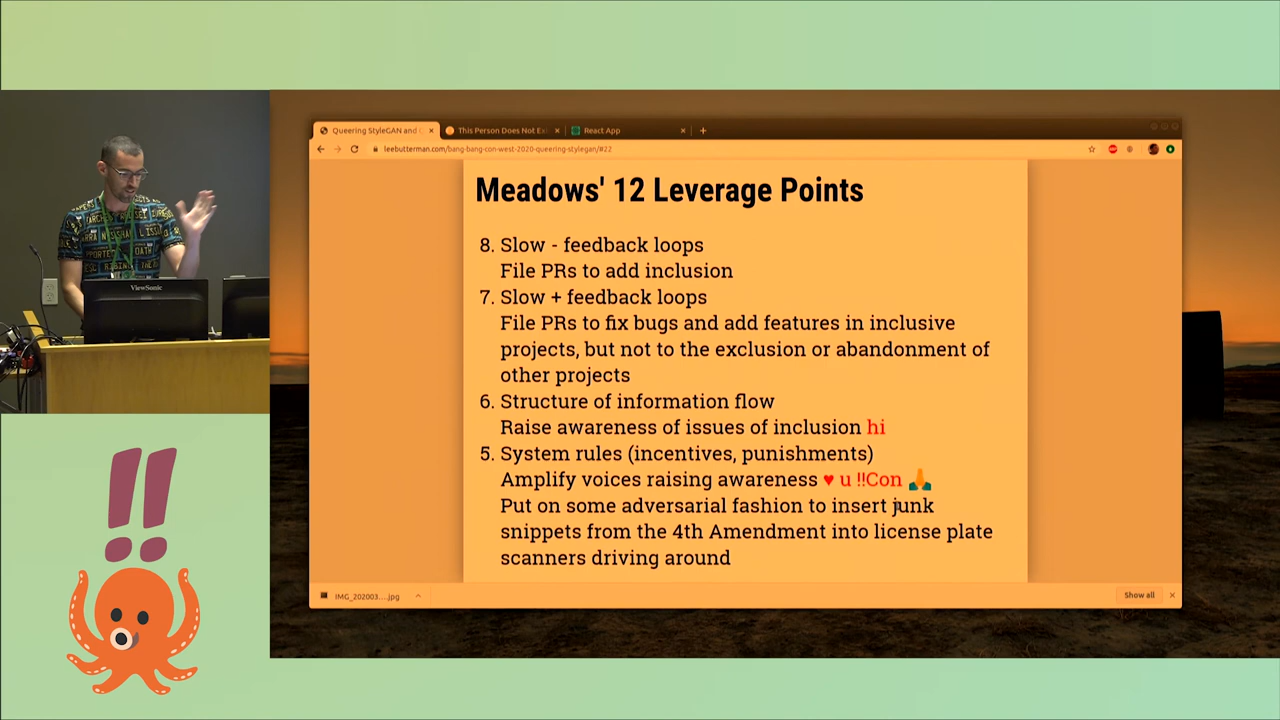 Queering StyleGAN and
This Person Does Not Ex
React App
leebutterman.com/bang-bang-con-west-2020-queering-stylegan/#22
Meadows' 12 Leverage Points
8. Slow - feedback loops
File PRs to add inclusion
7. Slow + feedback loops
File PRs to fix bugs and add features in inclusive
projects, but not to the exclusion or abandonment of
other projects
6. Structure of information flow
Raise awareness of issues of inclusion hi
5. System rules (incentives, punishments)
Amplify voices raising awareness ♥ u !!Con 🙏
Put on some adversarial fashion to insert junk
snippets from the 4th Amendment into license plate
scanners driving around
IMG_202003....jpg
Show all
ViewSonic
!!